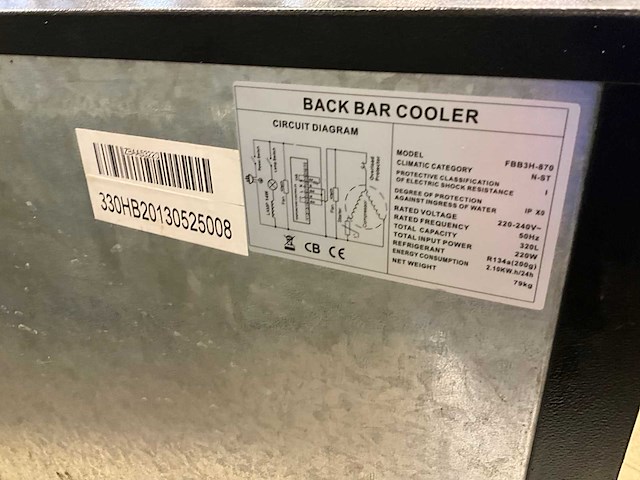 BACK BAR COOLER
CIRCUIT DIAGRAM
MODEL FBB3H-870
CLIMATIC CATEGORY N-ST
PROTECTIVE CLASSIFICATION
OF ELECTRIC SHOCK RESISTANCE I
DEGREE OF PROTECTION
AGAINST INGRESS OF WATER IP X0
RATED VOLTAGE 220-240V~
RATED FREQUENCY 50Hz
TOTAL CAPACITY 320L
TOTAL INPUT POWER 220W
REFRIGERANT R134a(200g)
ENERGY CONSUMPTION 2.10KW.h/24h
NET WEIGHT 79kg
CB CE
330HB20130525008